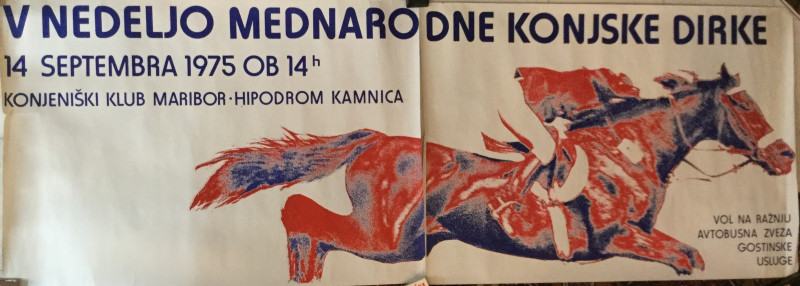 V NEDELJO MEDNARODNE KONJSKE DIRKE
14 SEPTEMBRA 1975 OB 14h
KONJENIŠKI KLUB MARIBOR·HIPODROM KAMNICA
VOL NA RAŽNJU
AVTOBUSNA ZVEZA
GOSTINSKE
USLUGE